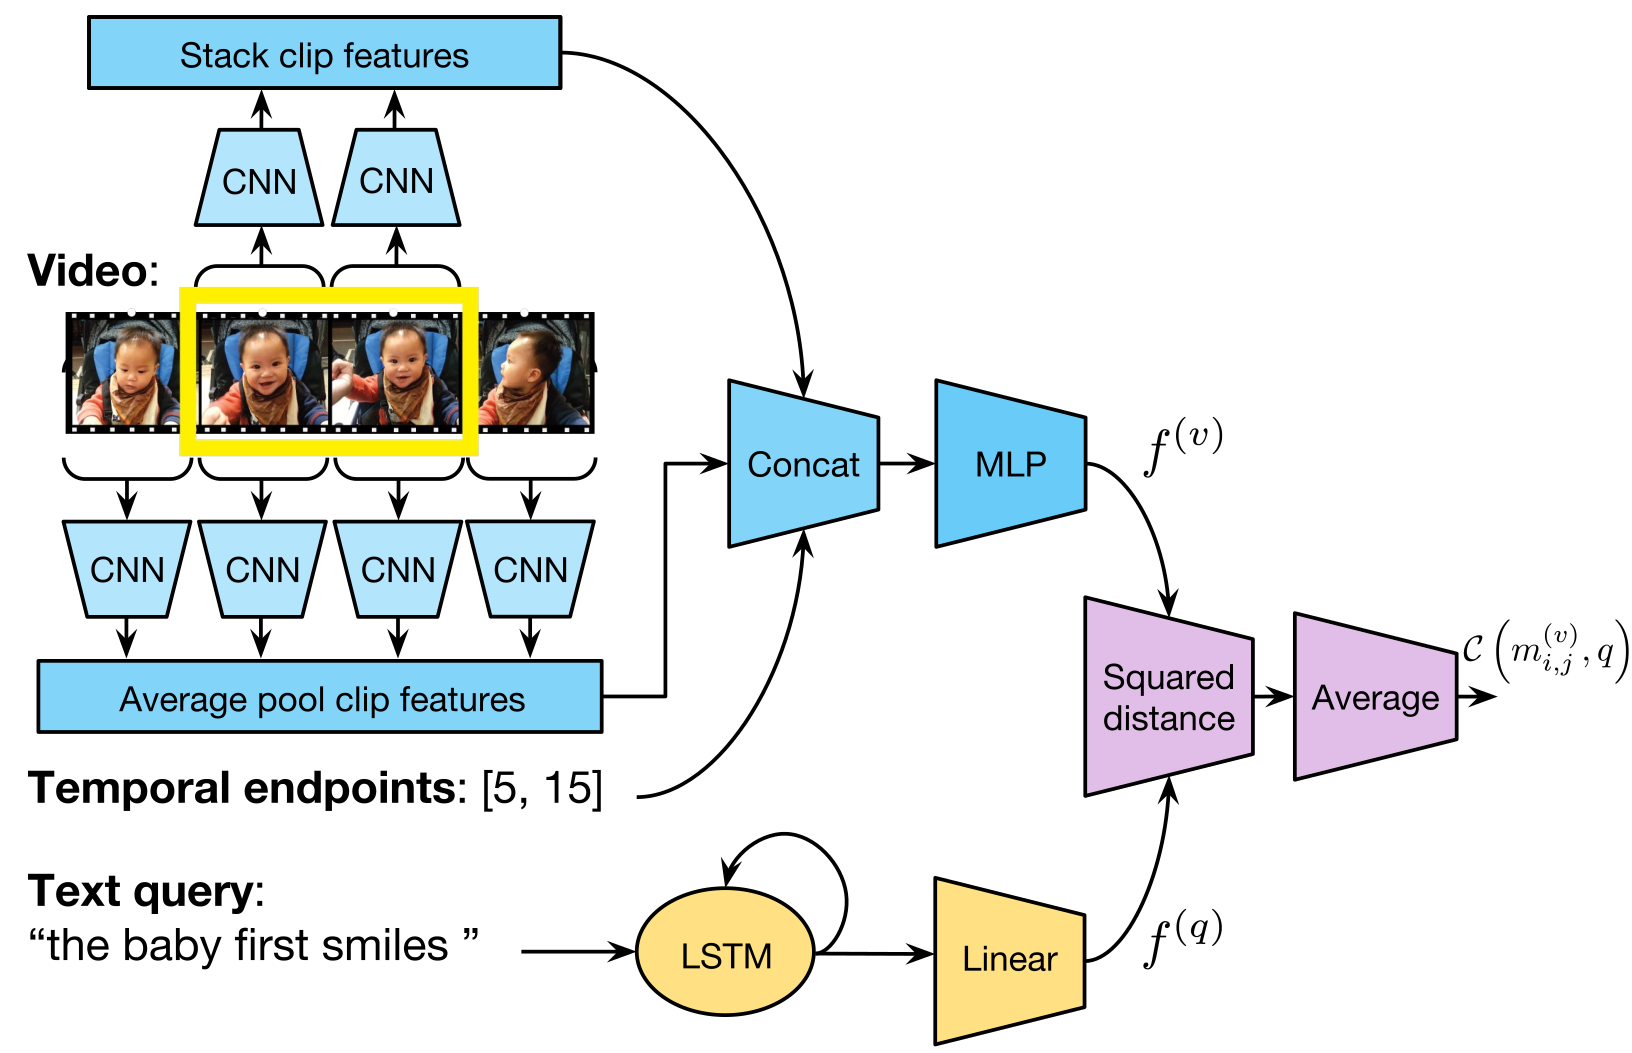 Stack clip features
CNN
CNN
Video:
CNN
CNN
CNN
CNN
Average pool clip features
Temporal endpoints: [5, 15]
Text query:
“the baby first smiles ”
LSTM
Linear
Concat
MLP
f^{(v)}
f^{(q)}
Squared
distance
Average
\mathcal{C}\left(m_{i,j}^{(v)}, q\right)